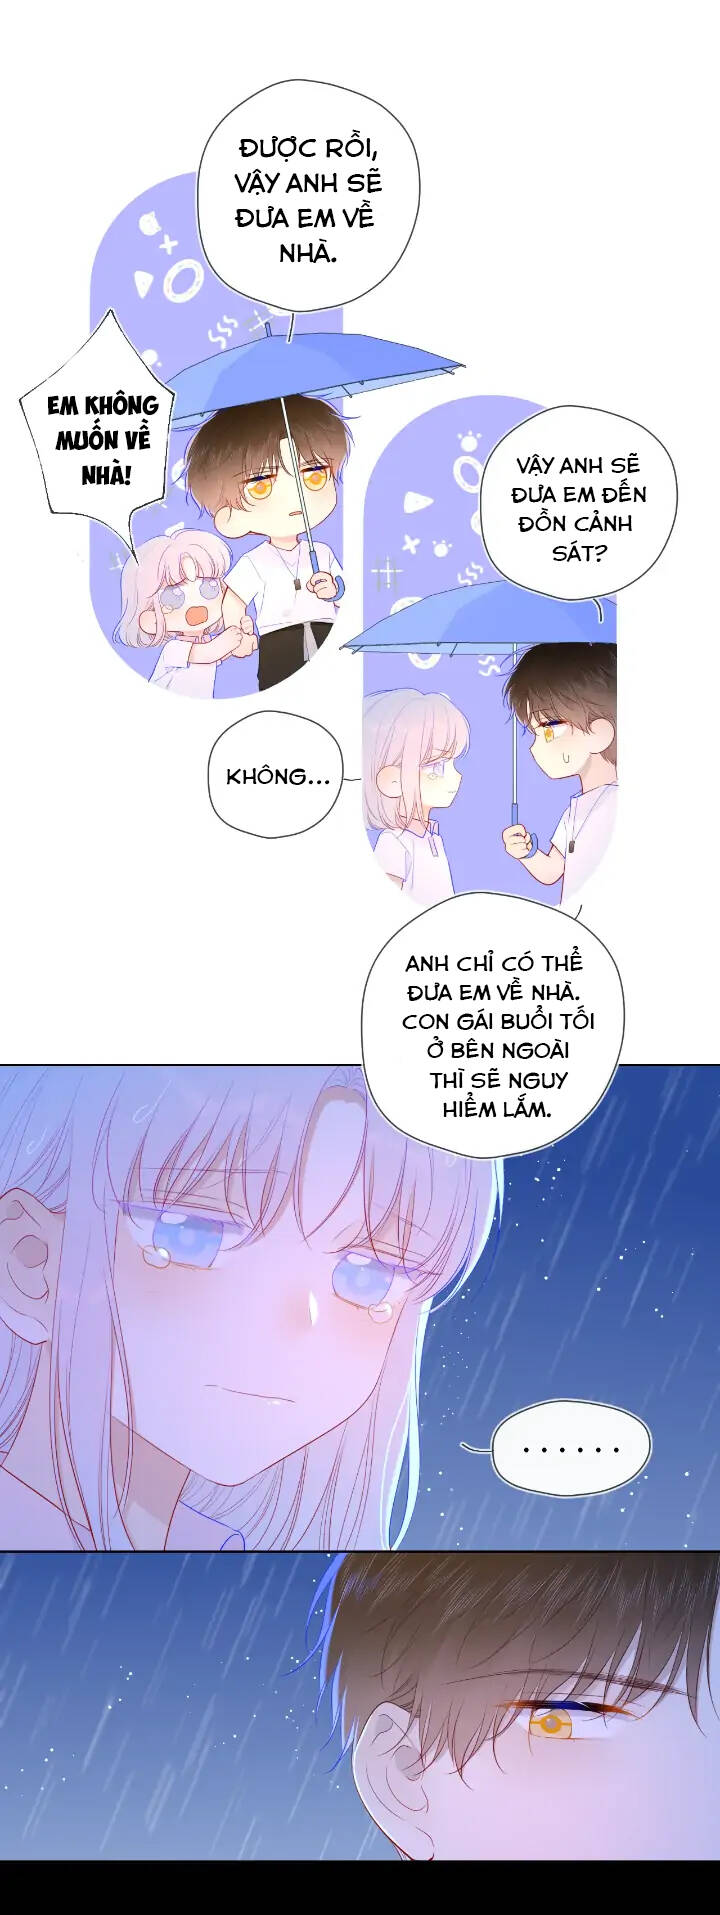 ĐƯỢC RỒI,
VẬY ANH SẼ
ĐƯA EM VỀ
NHÀ.
EM KHÔNG
MUỐN VỀ
NHÀ!
VẬY ANH SẼ
ĐƯA EM ĐẾN
ĐỒN CẢNH
SÁT?
KHÔNG...
ANH CHỈ CÓ THỂ
ĐƯA EM VỀ NHÀ.
CON GÁI BUỔI TỐI
Ở BÊN NGOÀI
THÌ SẼ NGUY
HIỂM LẮM.
......